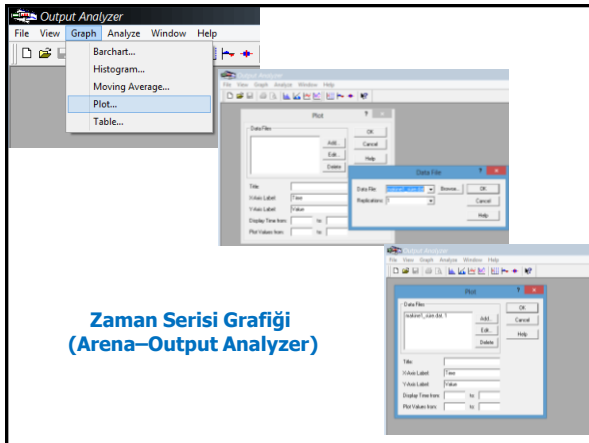 Output Analyzer
File View Graph Analyze Window Help
Barchart...
Histogram...
Moving Average...
Plot...
Table...
Output Analyzer
File View Graph Analyze Window Help
Plot ?
Data Files
OK
Add... Cancel
Edit... Help
Delete
Title:
X-Axis Label: Time
Y-Axis Label: Value
Display Time from: to:
Plot Values from: to:
Data File ?
Data File: Browse... OK
Replications: 1 Cancel
Help
Output Analyzer
File View Graph Analyze Window Help
Plot ?
Data Files
OK
Add... Cancel
Edit... Help
Delete
Title:
X-Axis Label: Time
Y-Axis Label: Value
Display Time from: to:
Plot Values from: to:
Zaman Serisi Grafiği
(Arena–Output Analyzer)